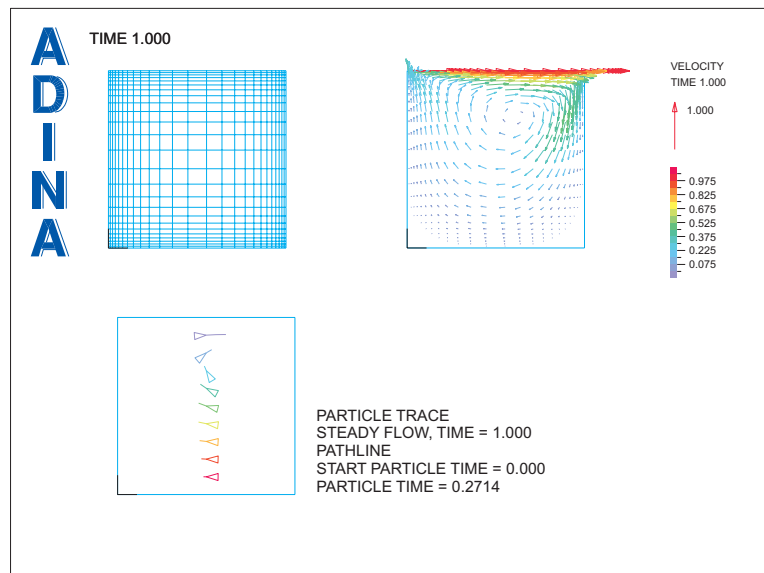 ADINA
TIME 1.000
VELOCITY
TIME 1.000
1.000
0.975
0.825
0.675
0.525
0.375
0.225
0.075
PARTICLE TRACE
STEADY FLOW, TIME = 1.000
PATHLINE
START PARTICLE TIME = 0.000
PARTICLE TIME = 0.2714